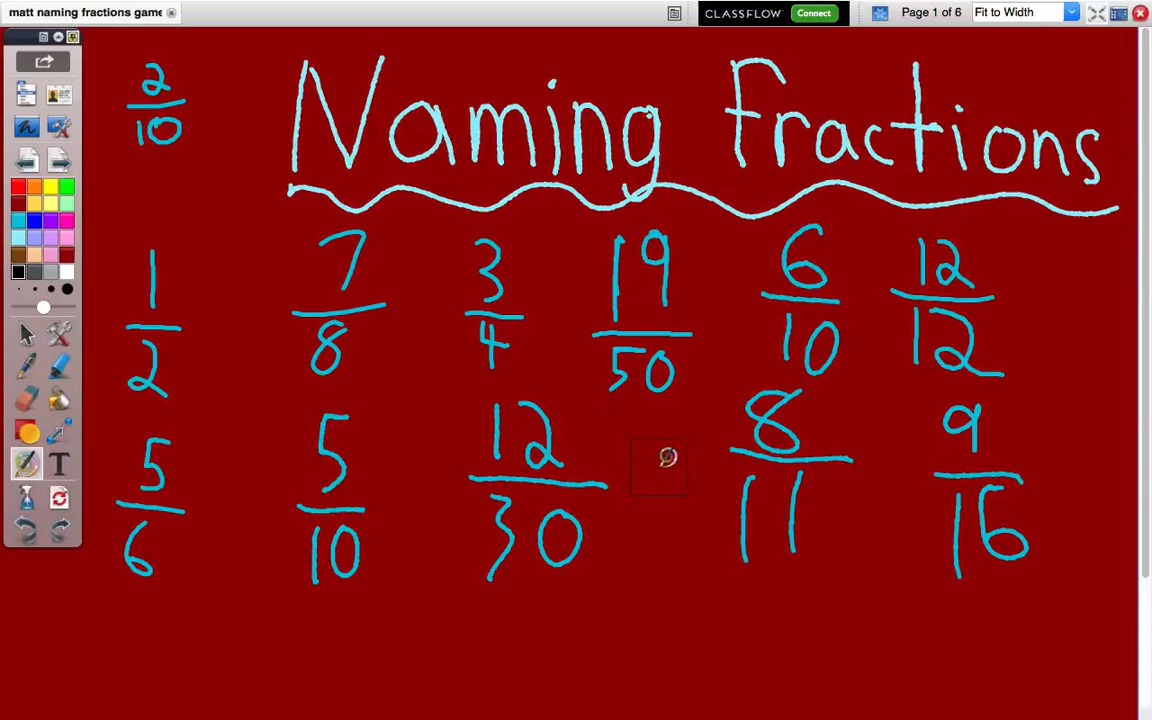 matt naming fractions game
CLASSFLOW Connect
Page 1 of 6
Fit to Width
2/10
Naming Fractions
1/2 7/8 3/4 19/50 6/10 12/12
5/6 5/10 12/30 8/11 9/16
T